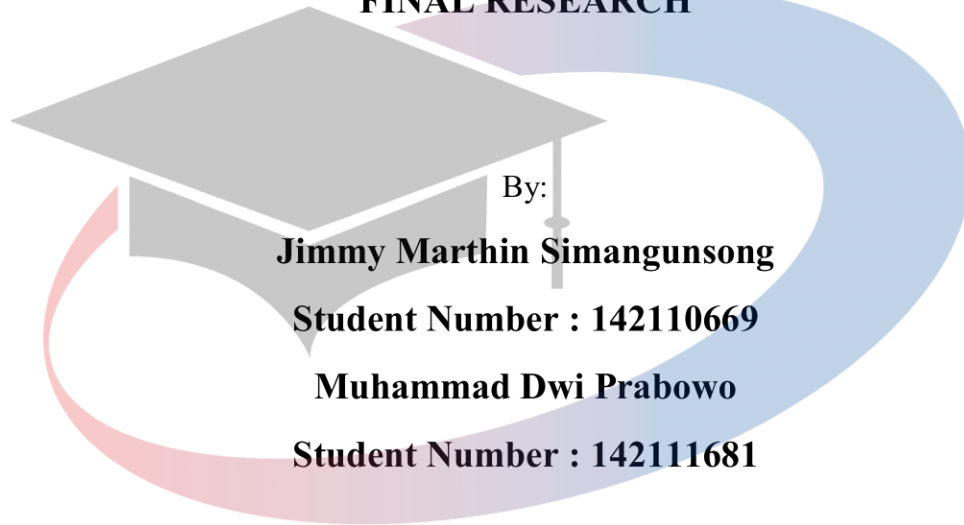 FINAL RESEARCH
By:
Jimmy Marthin Simangunsong
Student Number : 142110669
Muhammad Dwi Prabowo
Student Number : 142111681